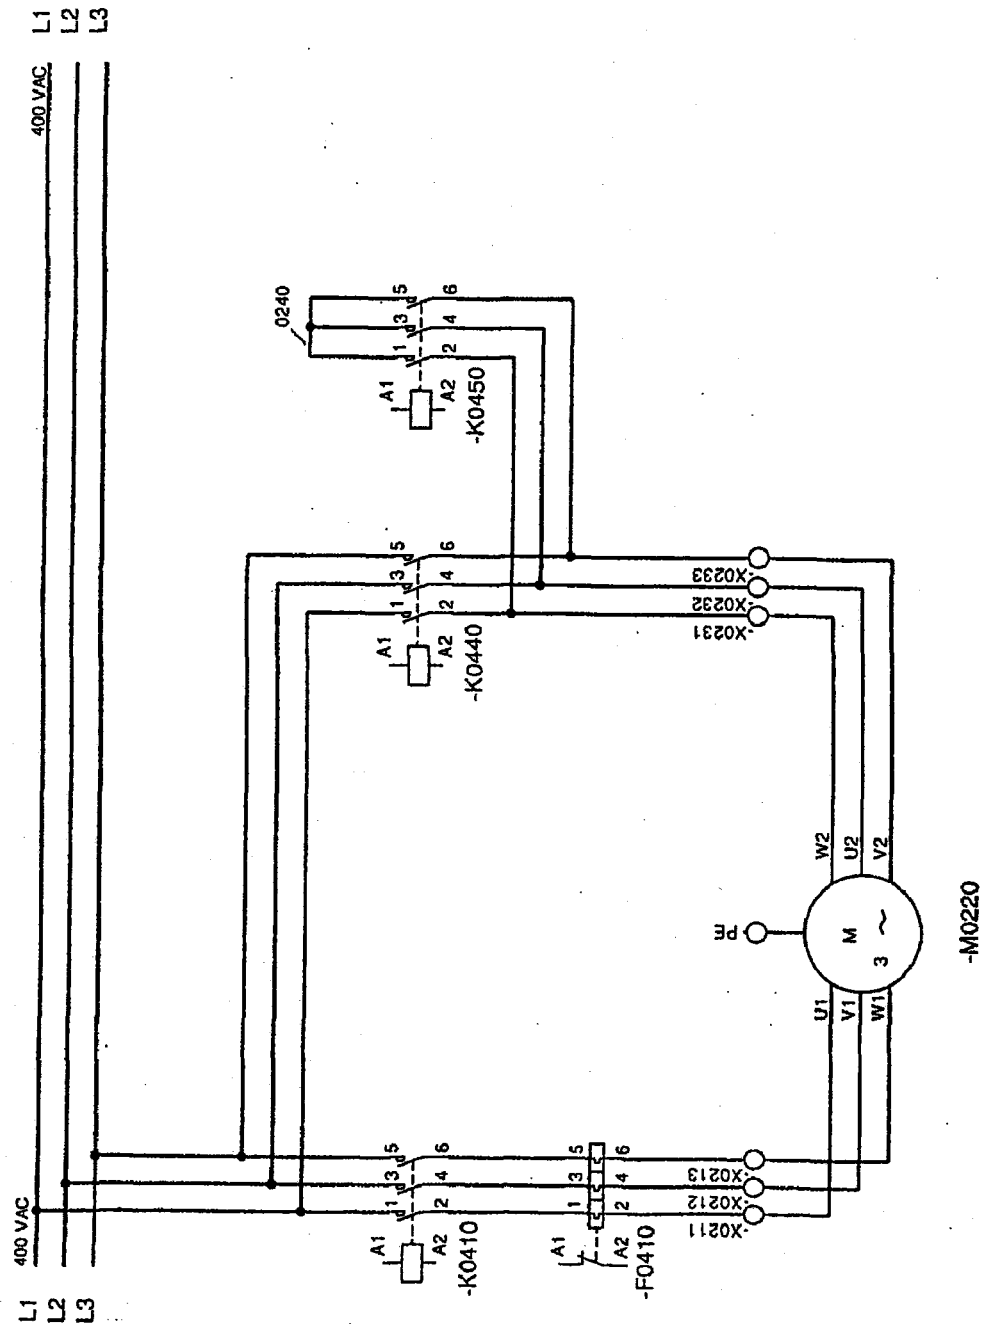 L1 400 VAC 400 VAC L1
L2 L2
L3 L3
0240
5 5 5
3 3 3
1 1 1
A1 A1 A1
6 6 6
4 4 4
2 2 2
A2 A2 A2
-K0410 -K0440 -K0450
5
3
1
A1
6
4
2
A2
-F0410
-X0213 -X0233
-X0212 -X0232
-X0211 -X0231
PE
U1 W2
V1 M U2
W1 3 ~ V2
-M0220